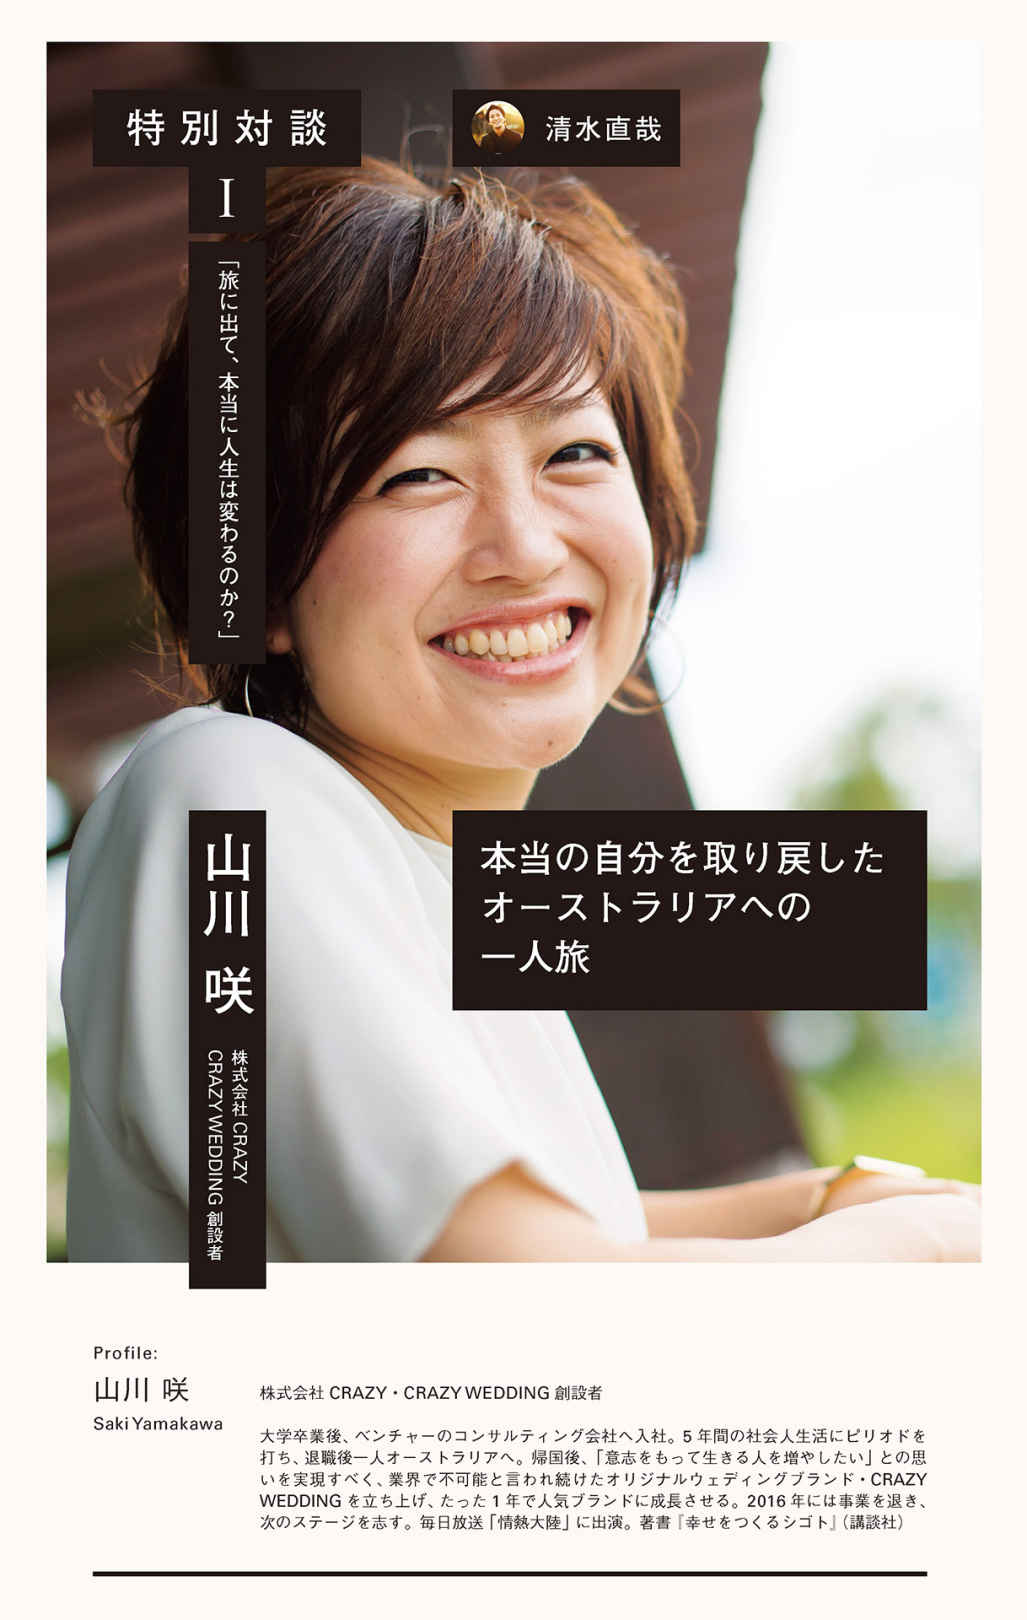 特別対談
I
「旅に出て、本当に人生は変わるのか？」
清水直哉
山川 咲
株式会社 CRAZY
CRAZY WEDDING 創設者
本当の自分を取り戻した
オーストラリアへの
一人旅
Profile:
山川 咲
Saki Yamakawa
株式会社 CRAZY・CRAZY WEDDING 創設者
大学卒業後、ベンチャーのコンサルティング会社へ入社。5 年間の社会人生活にピリオドを
打ち、退職後一人オーストラリアへ。帰国後、「意志をもって生きる人を増やしたい」との思
いを実現すべく、業界で不可能と言われ続けたオリジナルウェディングブランド・CRAZY
WEDDING を立ち上げ、たった 1 年で人気ブランドに成長させる。2016 年には事業を退き、
次のステージを志す。毎日放送「情熱大陸」に出演。著書『幸せをつくるシゴト』（講談社）